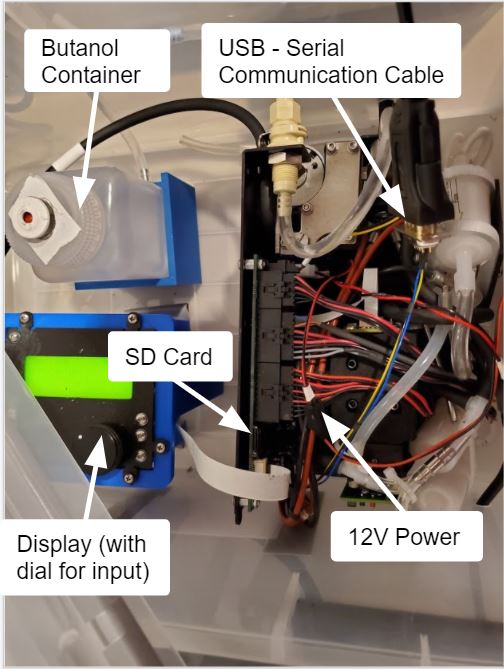 Butanol
Container
USB - Serial
Communication Cable
SD Card
Display (with
dial for input)
12V Power